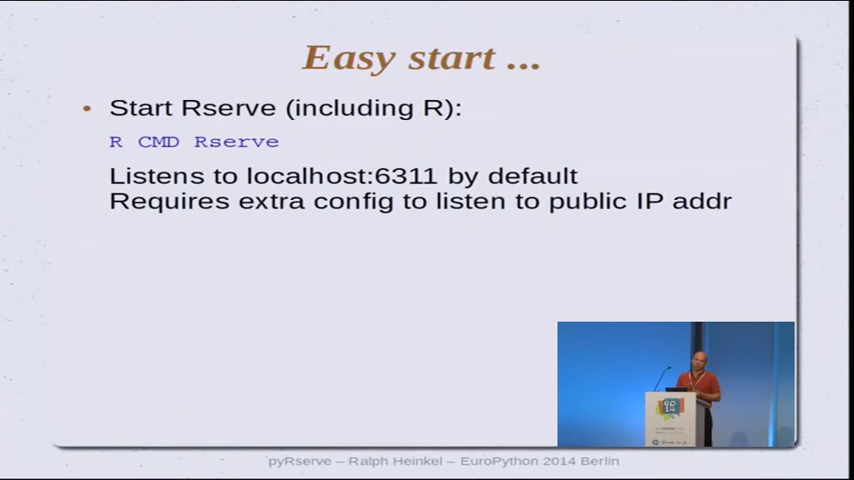 Easy start ...
• Start Rserve (including R):
R CMD Rserve
Listens to localhost:6311 by default
Requires extra config to listen to public IP addr
pyRserve – Ralph Heinkel – EuroPython 2014 Berlin